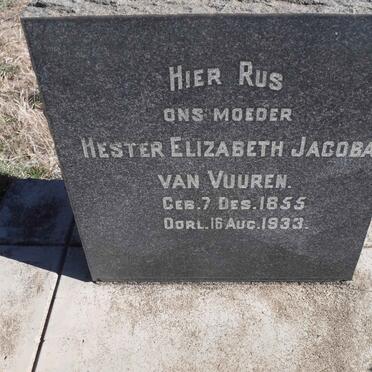 HIER RUS
ONS MOEDER
HESTER ELIZABETH JACOBA
VAN VUUREN.
GEB. 7 DES. 1855
OORL. 16 AUG. 1933.